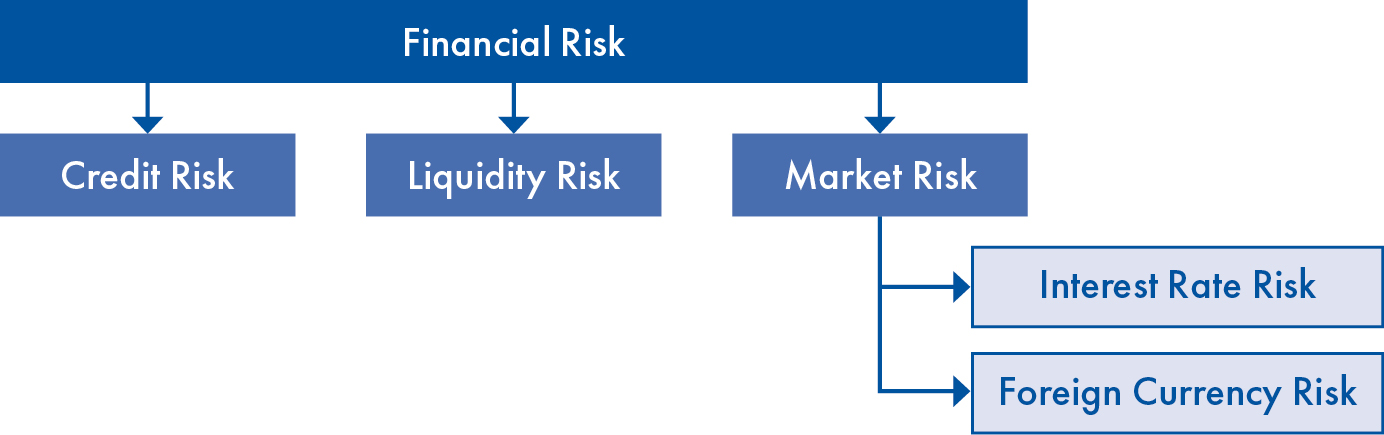 Financial Risk
Credit Risk
Liquidity Risk
Market Risk
Interest Rate Risk
Foreign Currency Risk